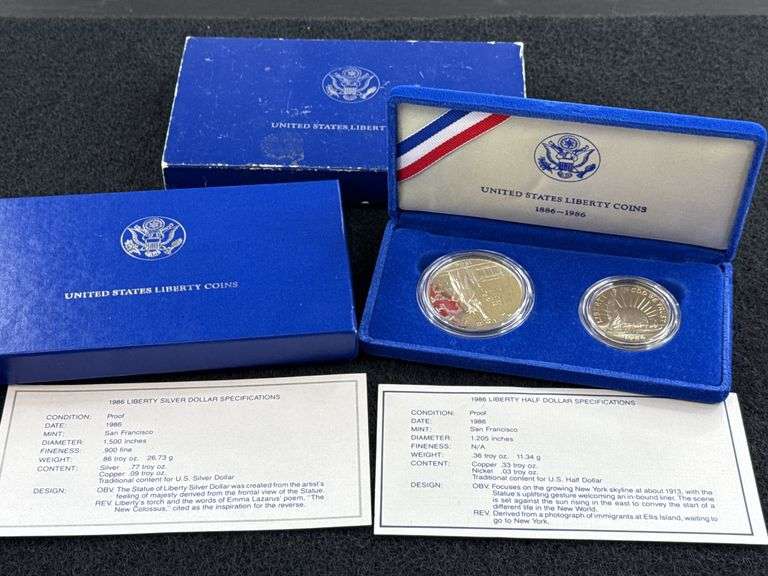 UNITED STATES LIBERTY
UNITED STATES LIBERTY COINS
1886-1986
UNITED STATES LIBERTY COINS
1986 LIBERTY SILVER DOLLAR SPECIFICATIONS
CONDITION: Proof
DATE: 1986
MINT: San Francisco
DIAMETER: 1.500 inches
FINENESS: .900 fine
WEIGHT: .86 troy oz. 26.73 g
CONTENT: Silver .77 troy oz.
Copper .09 troy oz.
Traditional content for U.S. Silver Dollar
DESIGN: OBV. The Statue of Liberty Silver Dollar was created from the artist's
feeling of majesty derived from the frontal view of the Statue.
REV. Liberty's torch and the words of Emma Lazarus' poem, "The
New Colossus," cited as the inspiration for the reverse.
1986 LIBERTY HALF DOLLAR SPECIFICATIONS
CONDITION: Proof
DATE: 1986
MINT: San Francisco
DIAMETER: 1.205 inches
FINENESS: N/A
WEIGHT: .36 troy oz. 11.34 g
CONTENT: Copper .33 troy oz.
Nickel .03 troy oz.
Traditional content for U.S. Half Dollar
DESIGN: OBV. Focuses on the growing New York skyline at about 1913, with the
Statue's uplifting gesture welcoming an in-bound liner. The scene
is set against the sun rising in the east to convey the start of a
different life in the New World.
REV. Derived from a photograph of immigrants at Ellis Island, waiting to
go to New York.